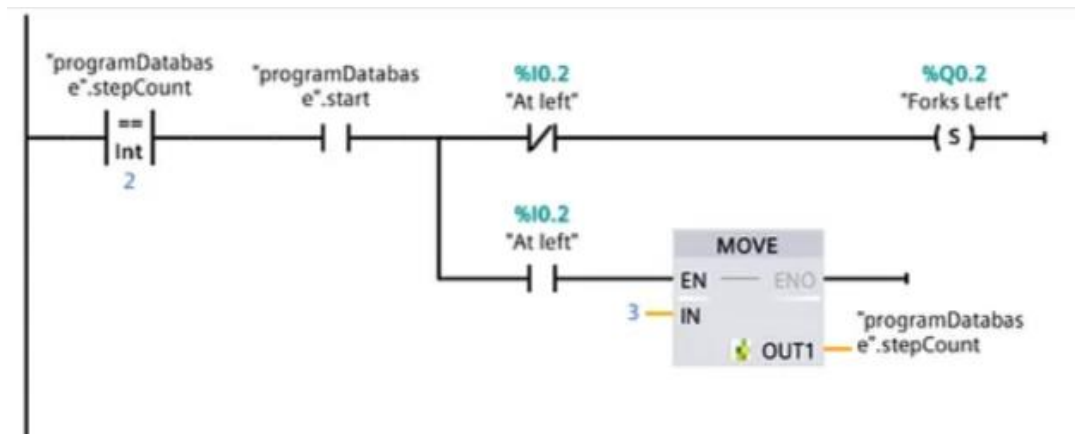 "programDatabas
e".stepCount
==
Int
2
"programDatabas
e".start
%I0.2
"At left"
%Q0.2
"Forks Left"
S
%I0.2
"At left"
MOVE
EN
ENO
3
IN
OUT1
"programDatabas
e".stepCount